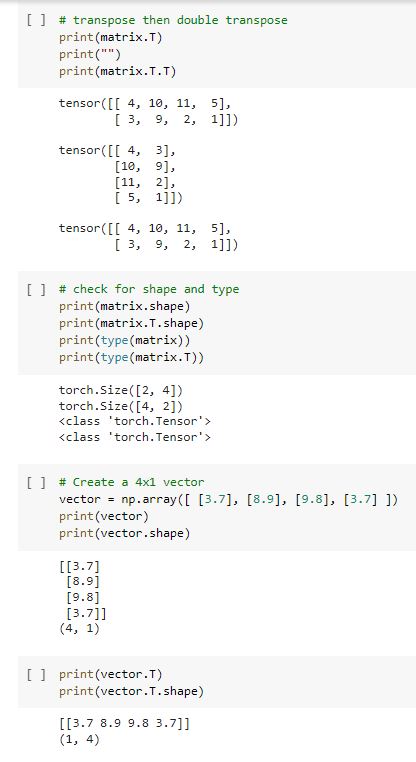 [ ] # transpose then double transpose
print(matrix.T)
print("")
print(matrix.T.T)
tensor([[ 4, 10, 11, 5],
[ 3, 9, 2, 1]])
tensor([[ 4, 3],
[10, 9],
[11, 2],
[ 5, 1]])
tensor([[ 4, 10, 11, 5],
[ 3, 9, 2, 1]])
[ ] # check for shape and type
print(matrix.shape)
print(matrix.T.shape)
print(type(matrix))
print(type(matrix.T))
torch.Size([2, 4])
torch.Size([4, 2])
<class 'torch.Tensor'>
<class 'torch.Tensor'>
[ ] # Create a 4x1 vector
vector = np.array([ [3.7], [8.9], [9.8], [3.7] ])
print(vector)
print(vector.shape)
[[3.7]
[8.9]
[9.8]
[3.7]]
(4, 1)
[ ] print(vector.T)
print(vector.T.shape)
[[3.7 8.9 9.8 3.7]]
(1, 4)